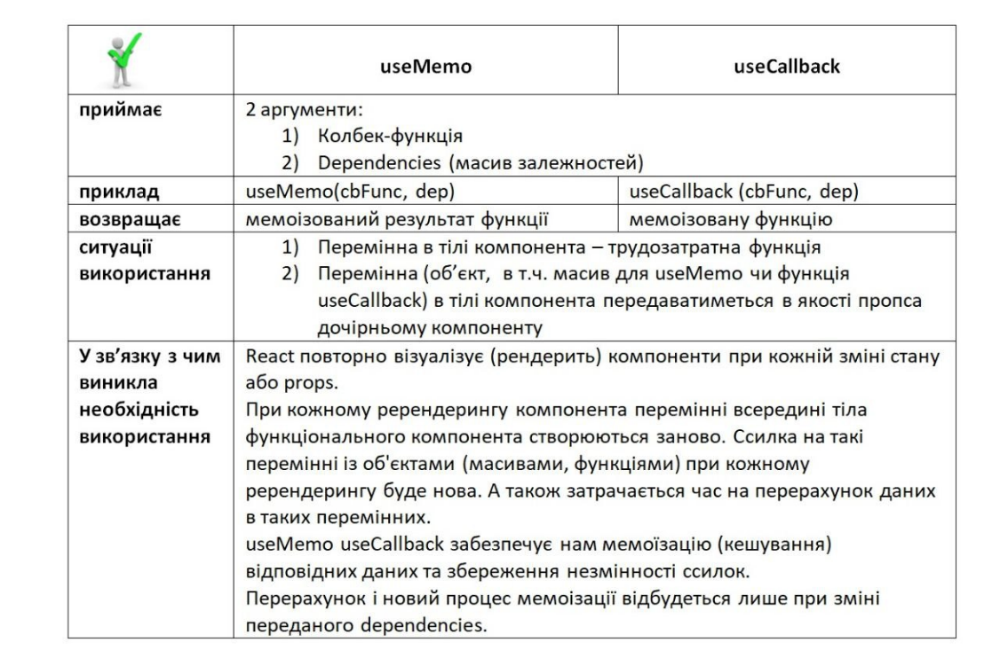 useMemo useCallback
приймає 2 аргументи:
1) Колбек-функція
2) Dependencies (масив залежностей)
приклад useMemo(cbFunc, dep) useCallback (cbFunc, dep)
возвращає мемоізований результат функції мемоізовану функцію
ситуації 1) Перемінна в тілі компонента – трудозатратна функція
використання 2) Перемінна (об’єкт, в т.ч. масив для useMemo чи функція
useCallback) в тілі компонента передаватиметься в якості пропса
дочірньому компоненту
У зв’язку з чим React повторно візуалізує (рендерить) компоненти при кожній зміні стану
виникла або props.
необхідність При кожному ререндерингу компонента перемінні всередині тіла
використання функціонального компонента створюються заново. Ссилка на такі
перемінні із об'єктами (масивами, функціями) при кожному
ререндерингу буде нова. А також затрачається час на перерахунок даних
в таких перемінних.
useMemo useCallback забезпечує нам мемоїзацію (кешування)
відповідних даних та збереження незмінності ссилок.
Перерахунок і новий процес мемоізації відбудеться лише при зміні
переданого dependencies.